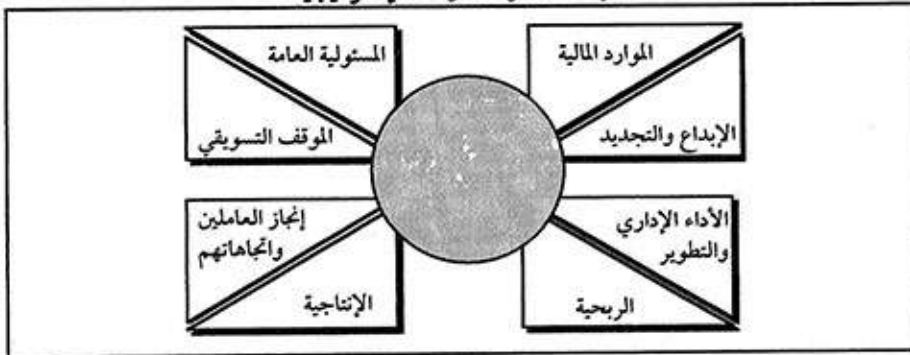 الموارد المالية
الإبداع والتجديد
المسئولية العامة
الموقف التسويقي
الأداء الإداري
والتطوير
الربحية
إنجاز العاملين
واتجاهاتهم
الإنتاجية